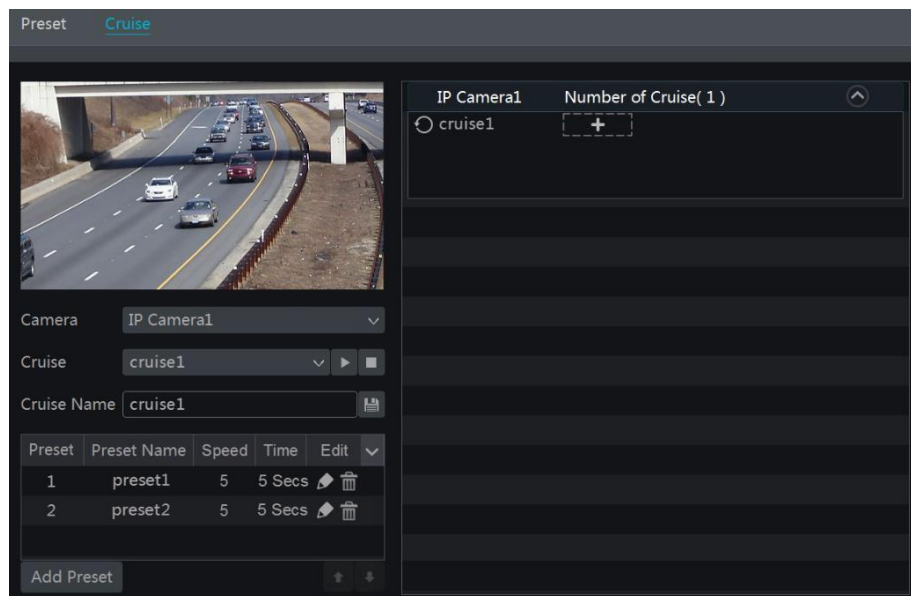 Preset Cruise
IP Camera1 Number of Cruise( 1 )
cruise1 +
Camera IP Camera1
Cruise cruise1
Cruise Name cruise1
Preset Preset Name Speed Time Edit
1 preset1 5 5 Secs
2 preset2 5 5 Secs
Add Preset